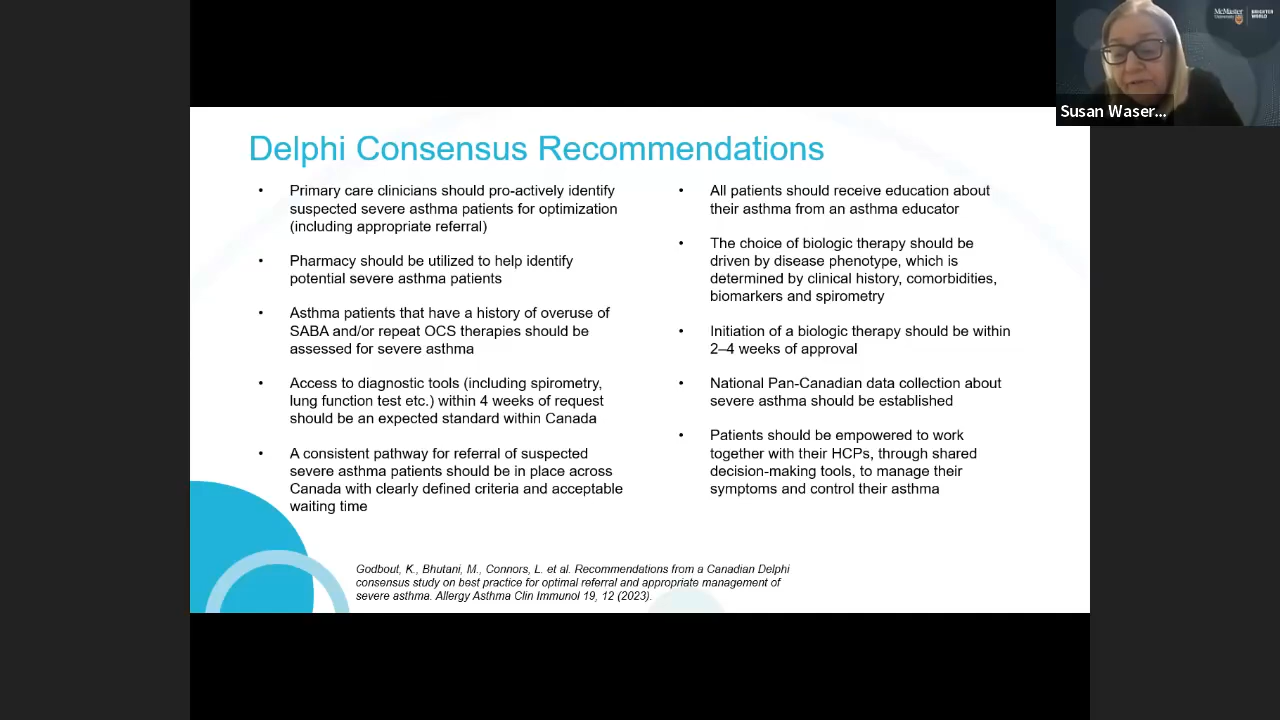 McMaster
University
BRIGHTER
WORLD
Susan Waser...
Delphi Consensus Recommendations
• Primary care clinicians should pro-actively identify
suspected severe asthma patients for optimization
(including appropriate referral)
• Pharmacy should be utilized to help identify
potential severe asthma patients
• Asthma patients that have a history of overuse of
SABA and/or repeat OCS therapies should be
assessed for severe asthma
• Access to diagnostic tools (including spirometry,
lung function test etc.) within 4 weeks of request
should be an expected standard within Canada
• A consistent pathway for referral of suspected
severe asthma patients should be in place across
Canada with clearly defined criteria and acceptable
waiting time
• All patients should receive education about
their asthma from an asthma educator
• The choice of biologic therapy should be
driven by disease phenotype, which is
determined by clinical history, comorbidities,
biomarkers and spirometry
• Initiation of a biologic therapy should be within
2–4 weeks of approval
• National Pan-Canadian data collection about
severe asthma should be established
• Patients should be empowered to work
together with their HCPs, through shared
decision-making tools, to manage their
symptoms and control their asthma
Godbout, K., Bhutani, M., Connors, L. et al. Recommendations from a Canadian Delphi
consensus study on best practice for optimal referral and appropriate management of
severe asthma. Allergy Asthma Clin Immunol 19, 12 (2023).